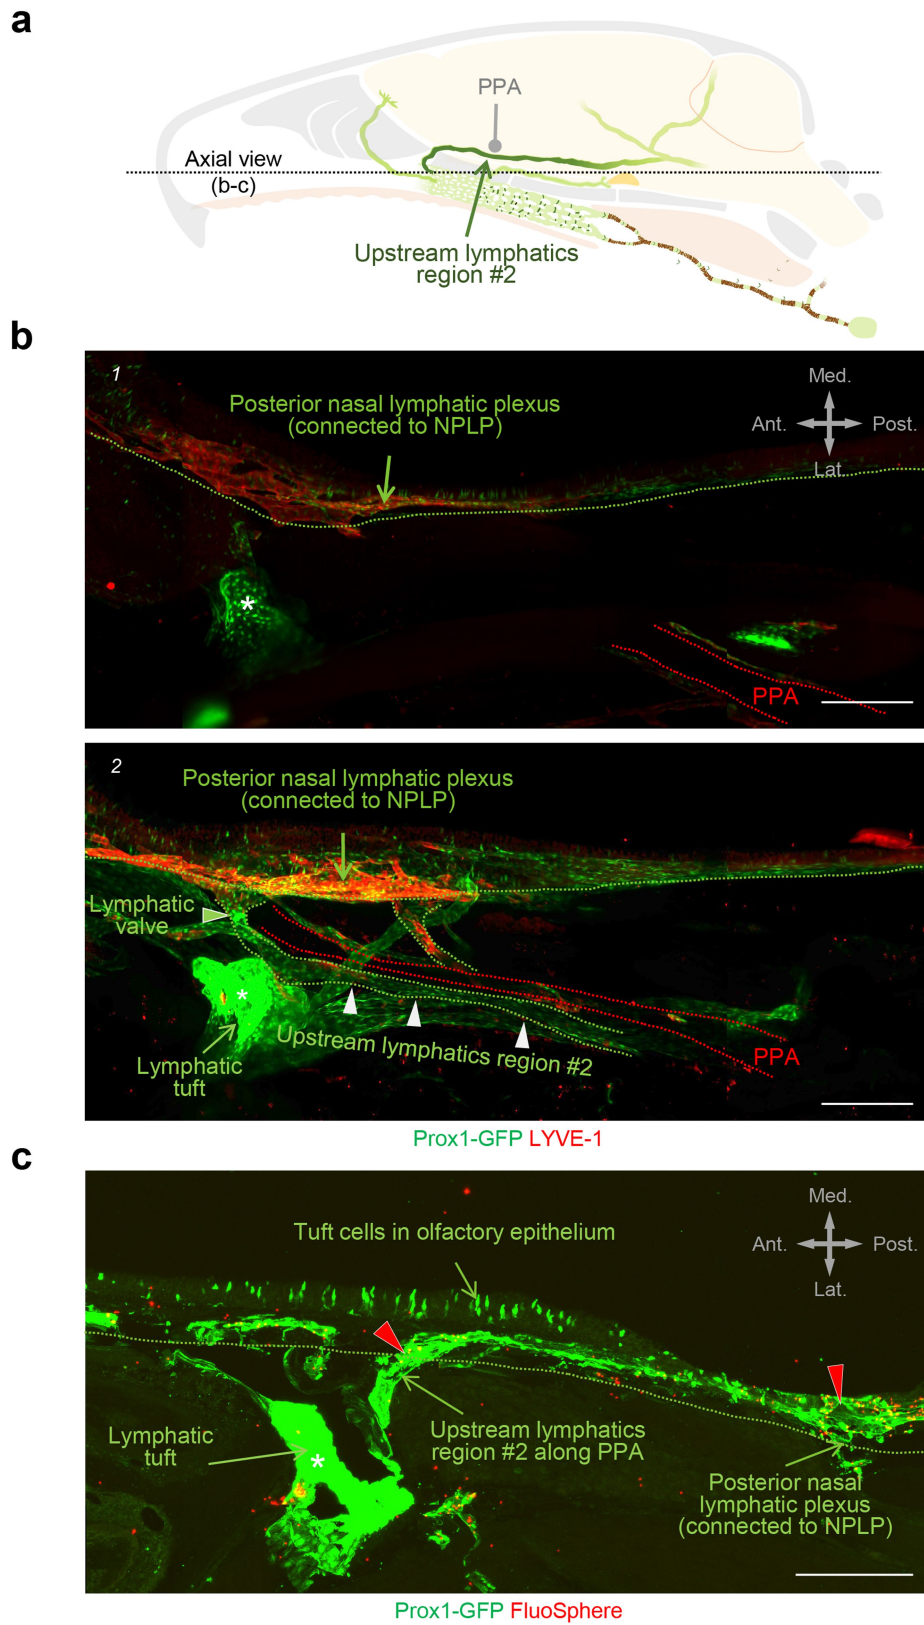 a
PPA
Axial view
(b-c)
Upstream lymphatics
region #2
b
1
Posterior nasal lymphatic plexus
(connected to NPLP)
Med.
Ant.
Post.
Lat.
*
PPA
2
Posterior nasal lymphatic plexus
(connected to NPLP)
Lymphatic
valve
*
Upstream lymphatics region #2
Lymphatic
tuft
PPA
Prox1-GFP LYVE-1
c
Med.
Tuft cells in olfactory epithelium
Ant.
Post.
Lat.
Lymphatic
tuft
*
Upstream lymphatics
region #2 along PPA
Posterior nasal
lymphatic plexus
(connected to NPLP)
Prox1-GFP FluoSphere